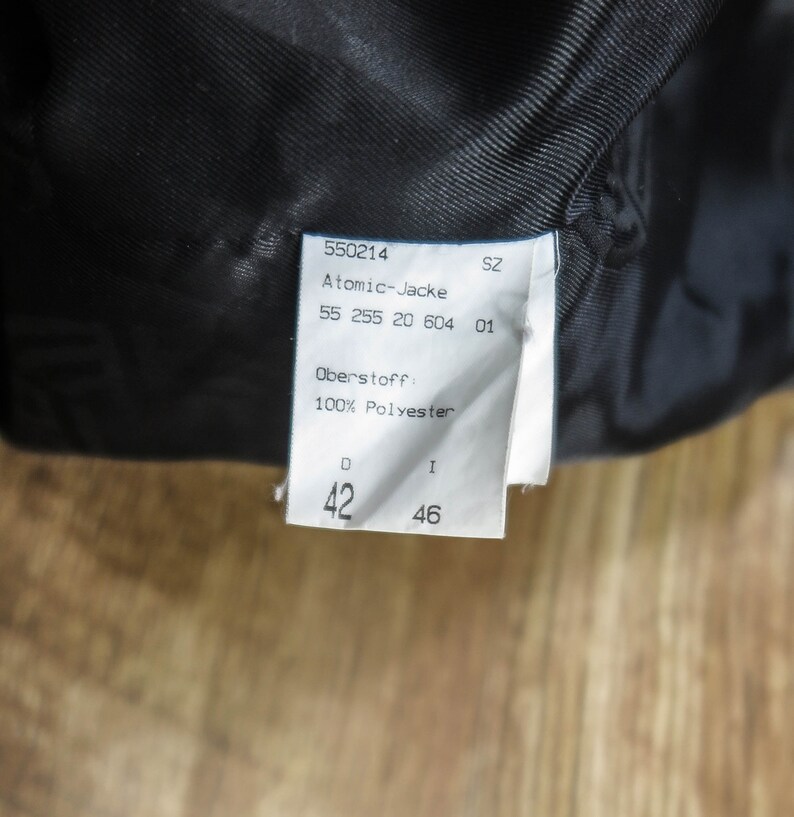 550214 SZ
Atomic-Jacke
55 255 20 604 01
Oberstoff:
100% Polyester
D I
42 46